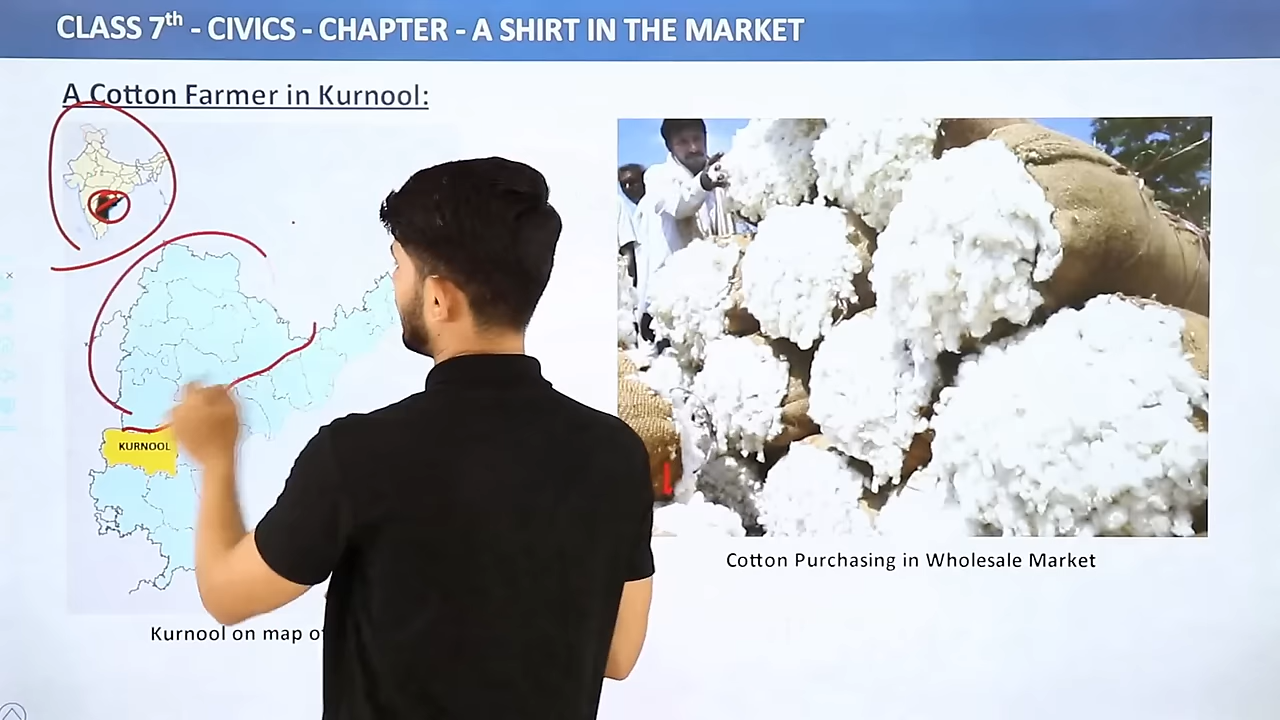 CLASS 7th - CIVICS - CHAPTER - A SHIRT IN THE MARKET
A Cotton Farmer in Kurnool:
KURNOOL
Cotton Purchasing in Wholesale Market
Kurnool on map of